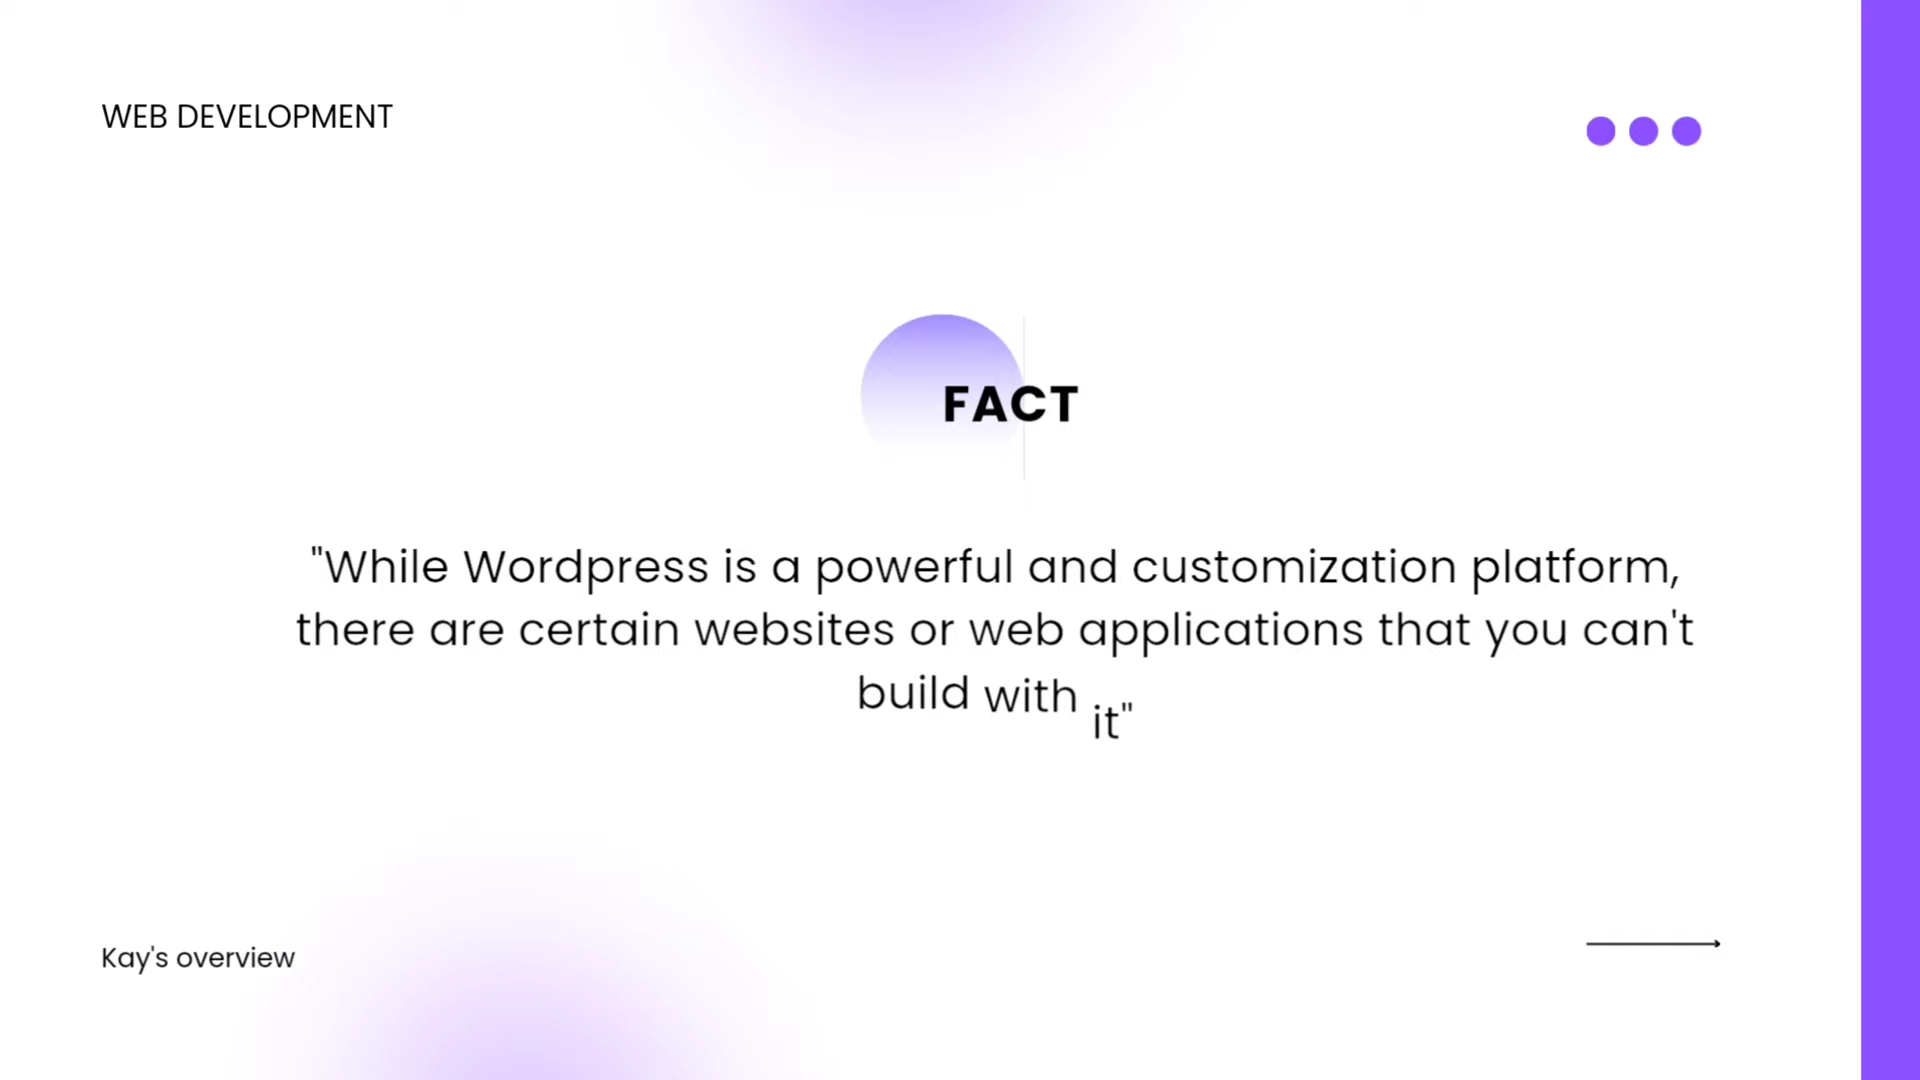 WEB DEVELOPMENT
FACT
"While Wordpress is a powerful and customization platform,
there are certain websites or web applications that you can't
build with it"
Kay's overview